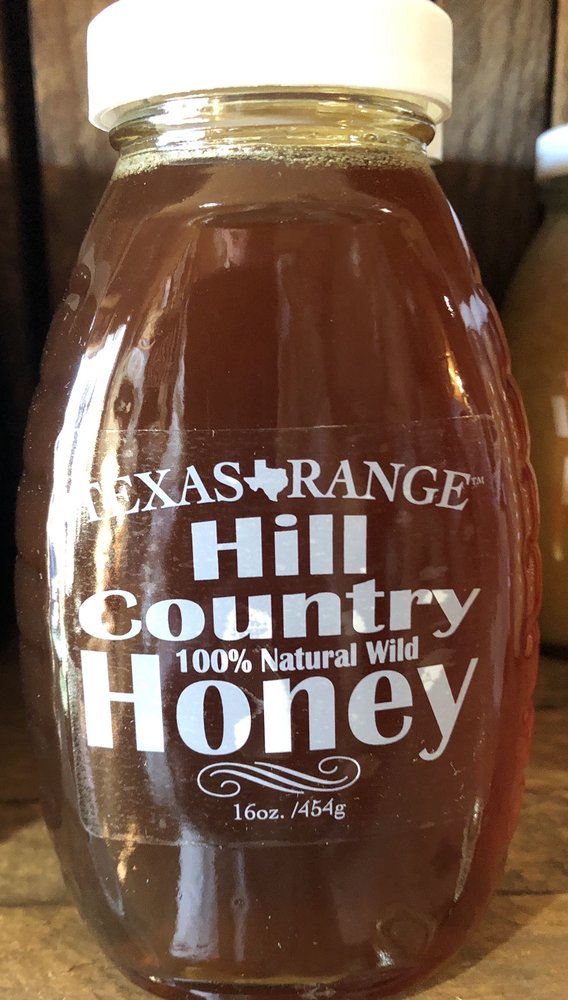 TEXAS RANGE™
Hill
Country
100% Natural Wild
Honey
16oz. /454g